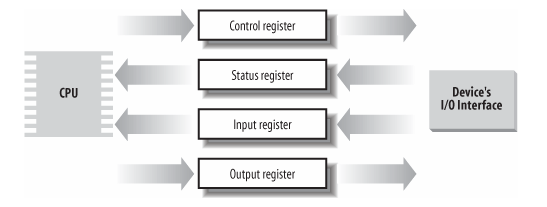 Control register
Status register
CPU
Device's
I/O Interface
Input register
Output register